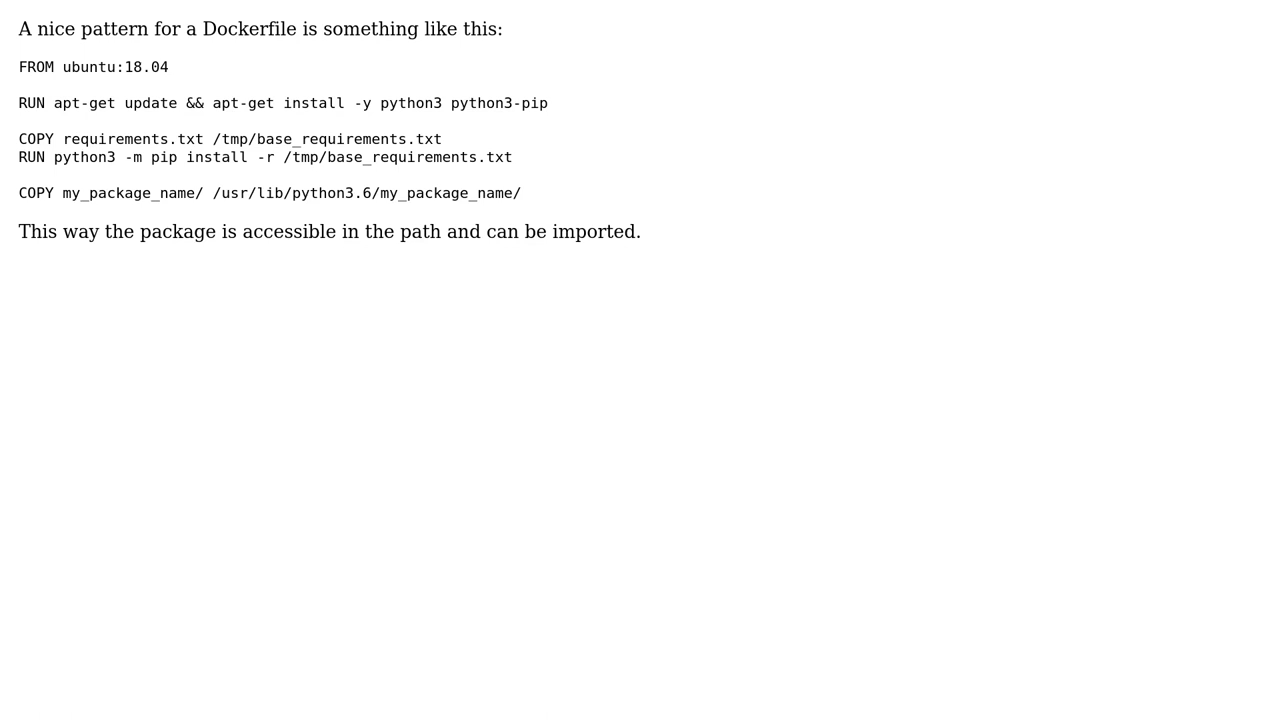 A nice pattern for a Dockerfile is something like this:
FROM ubuntu:18.04
RUN apt-get update && apt-get install -y python3 python3-pip
COPY requirements.txt /tmp/base_requirements.txt
RUN python3 -m pip install -r /tmp/base_requirements.txt
COPY my_package_name/ /usr/lib/python3.6/my_package_name/
This way the package is accessible in the path and can be imported.